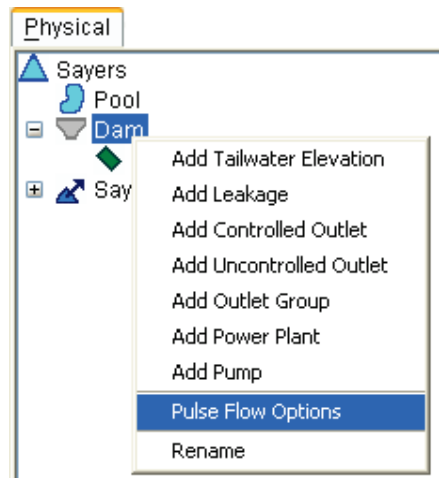 Physical
Sayers
Pool
Dam
Say
Add Tailwater Elevation
Add Leakage
Add Controlled Outlet
Add Uncontrolled Outlet
Add Outlet Group
Add Power Plant
Add Pump
Pulse Flow Options
Rename